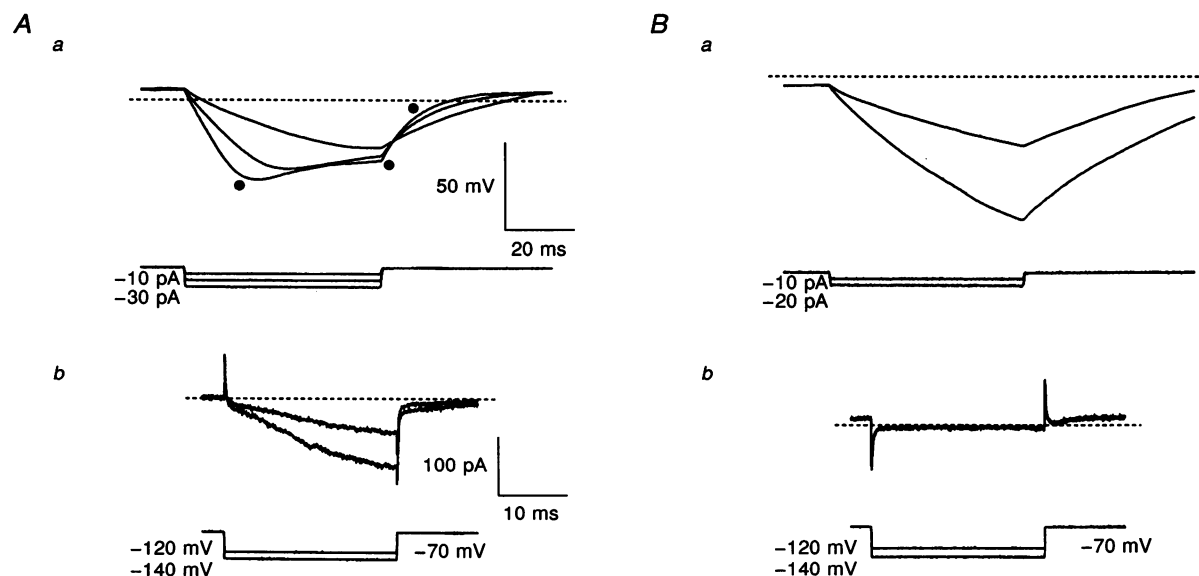 A
a
50 mV
20 ms
−10 pA
−30 pA
b
100 pA
10 ms
−120 mV
−140 mV
−70 mV
B
a
−10 pA
−20 pA
b
−120 mV
−140 mV
−70 mV